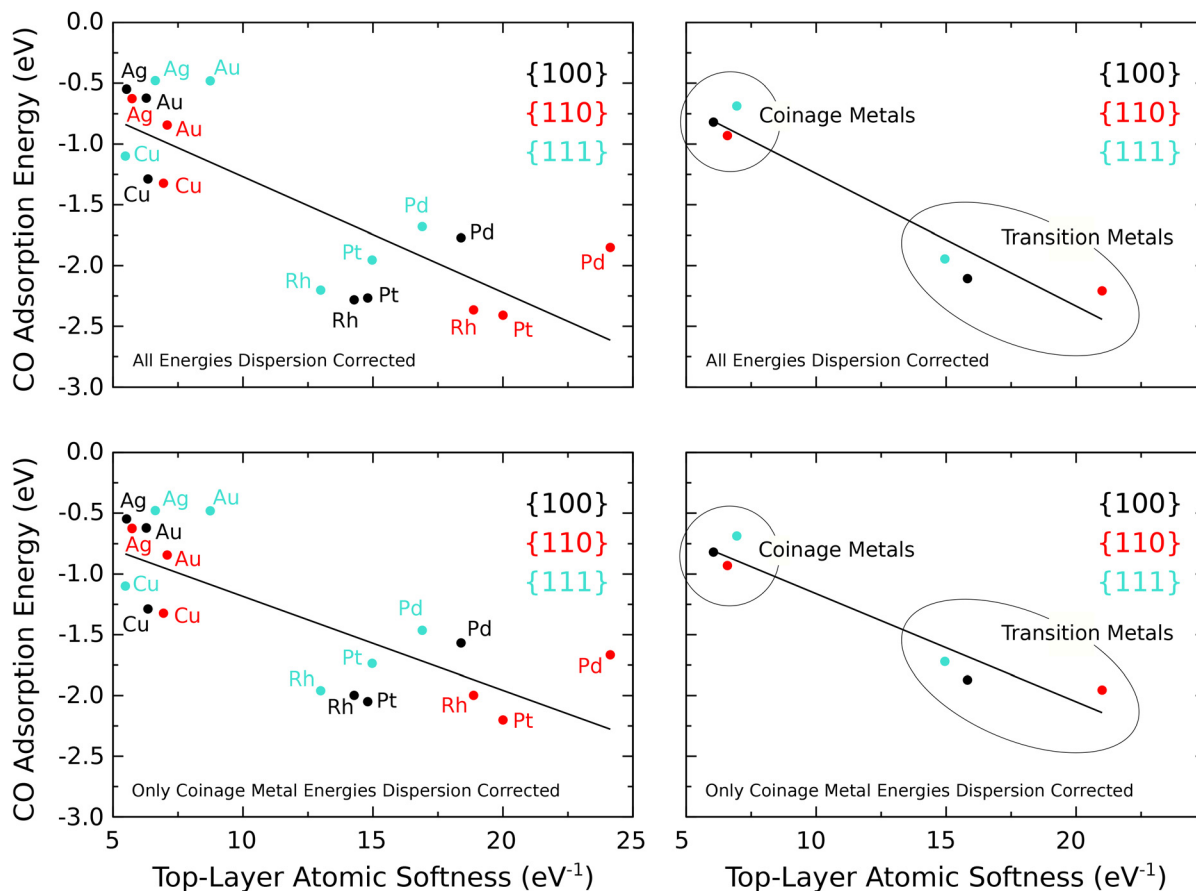 CO Adsorption Energy (eV)
0.0
-0.5
-1.0
-1.5
-2.0
-2.5
-3.0
Ag
Ag
Au
Au
Ag
Au
Cu
Cu
Cu
Pd
Pd
Pd
Pt
Rh
Rh
Pt
Rh
Pt
{100}
{110}
{111}
All Energies Dispersion Corrected
{100}
{110}
{111}
Coinage Metals
Transition Metals
All Energies Dispersion Corrected
CO Adsorption Energy (eV)
0.0
-0.5
-1.0
-1.5
-2.0
-2.5
-3.0
Ag
Ag
Au
Au
Ag
Au
Cu
Cu
Cu
Pd
Pd
Pd
Pt
Rh
Rh
Pt
Rh
Pt
{100}
{110}
{111}
Only Coinage Metal Energies Dispersion Corrected
5 10 15 20 25
Top-Layer Atomic Softness (eV⁻¹)
{100}
{110}
{111}
Coinage Metals
Transition Metals
Only Coinage Metal Energies Dispersion Corrected
5 10 15 20
Top-Layer Atomic Softness (eV⁻¹)